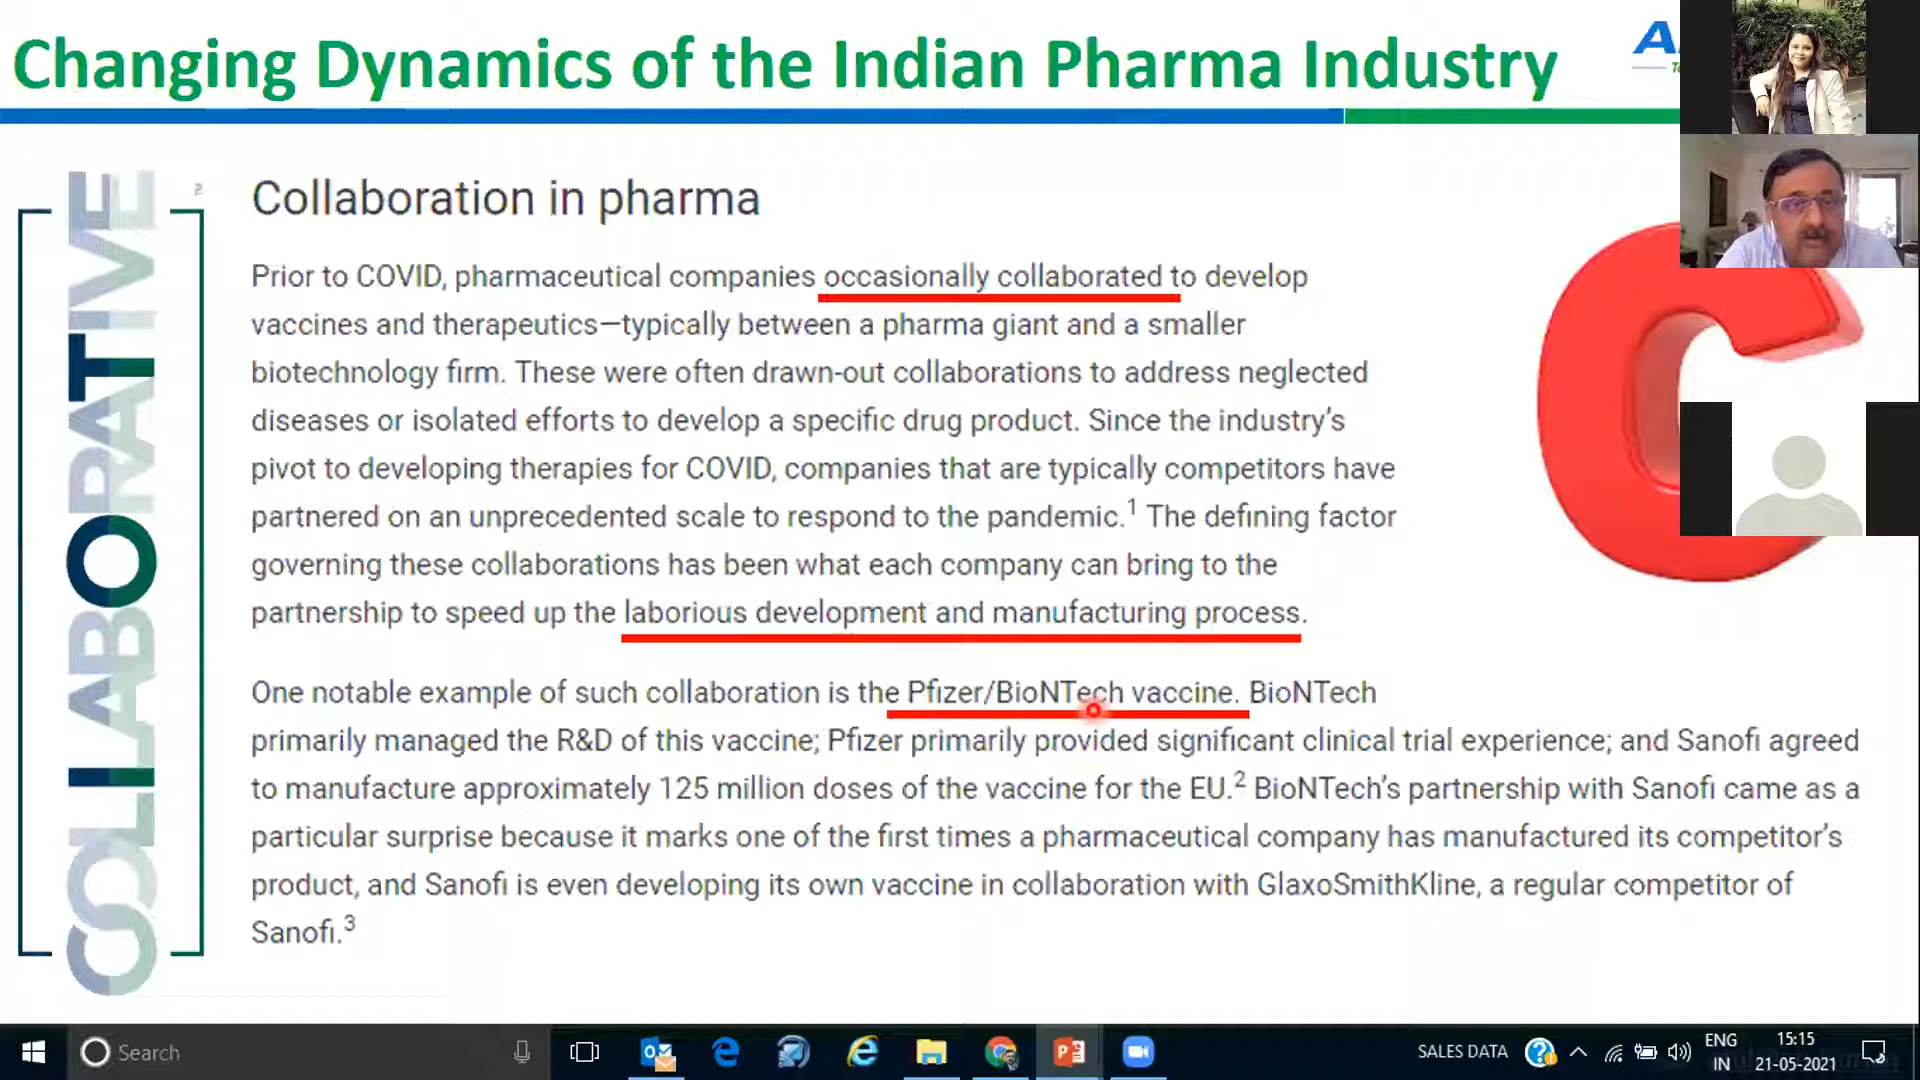 Changing Dynamics of the Indian Pharma Industry
COLLABORATIVE
Collaboration in pharma
Prior to COVID, pharmaceutical companies occasionally collaborated to develop
vaccines and therapeutics—typically between a pharma giant and a smaller
biotechnology firm. These were often drawn-out collaborations to address neglected
diseases or isolated efforts to develop a specific drug product. Since the industry's
pivot to developing therapies for COVID, companies that are typically competitors have
partnered on an unprecedented scale to respond to the pandemic.1 The defining factor
governing these collaborations has been what each company can bring to the
partnership to speed up the laborious development and manufacturing process.
One notable example of such collaboration is the Pfizer/BioNTech vaccine. BioNTech
primarily managed the R&D of this vaccine; Pfizer primarily provided significant clinical trial experience; and Sanofi agreed
to manufacture approximately 125 million doses of the vaccine for the EU.2 BioNTech's partnership with Sanofi came as a
particular surprise because it marks one of the first times a pharmaceutical company has manufactured its competitor's
product, and Sanofi is even developing its own vaccine in collaboration with GlaxoSmithKline, a regular competitor of
Sanofi.3
C
Search
SALES DATA
ENG
IN
15:15
21-05-2021